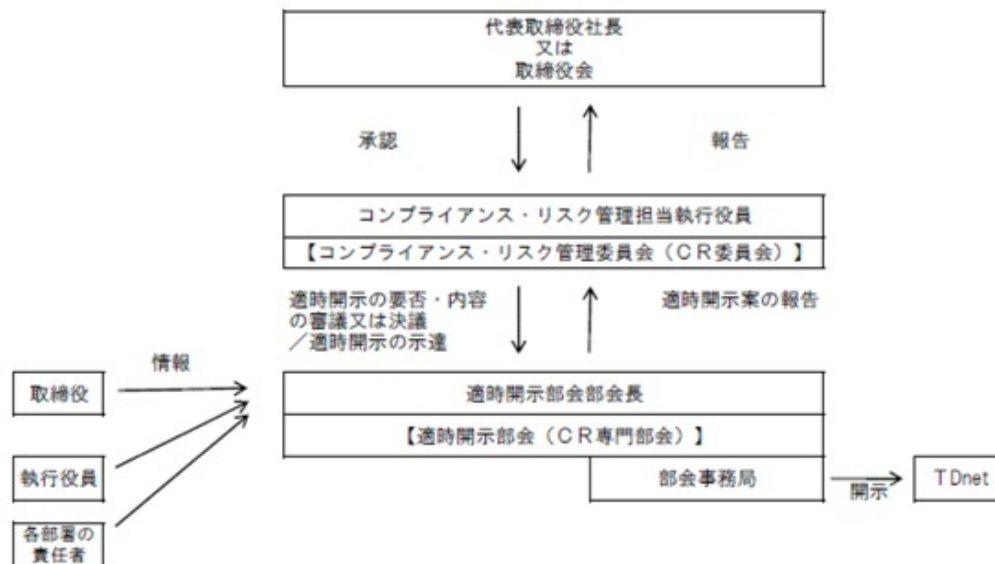 代表取締役社長
又は
取締役会
承認
報告
コンプライアンス・リスク管理担当執行役員
【コンプライアンス・リスク管理委員会（ＣＲ委員会）】
適時開示の要否・内容
の審議又は決議
／適時開示の示達
適時開示案の報告
情報
取締役
適時開示部会部会長
【適時開示部会（ＣＲ専門部会）】
執行役員
部会事務局
開示
ＴDnet
各部署の
責任者